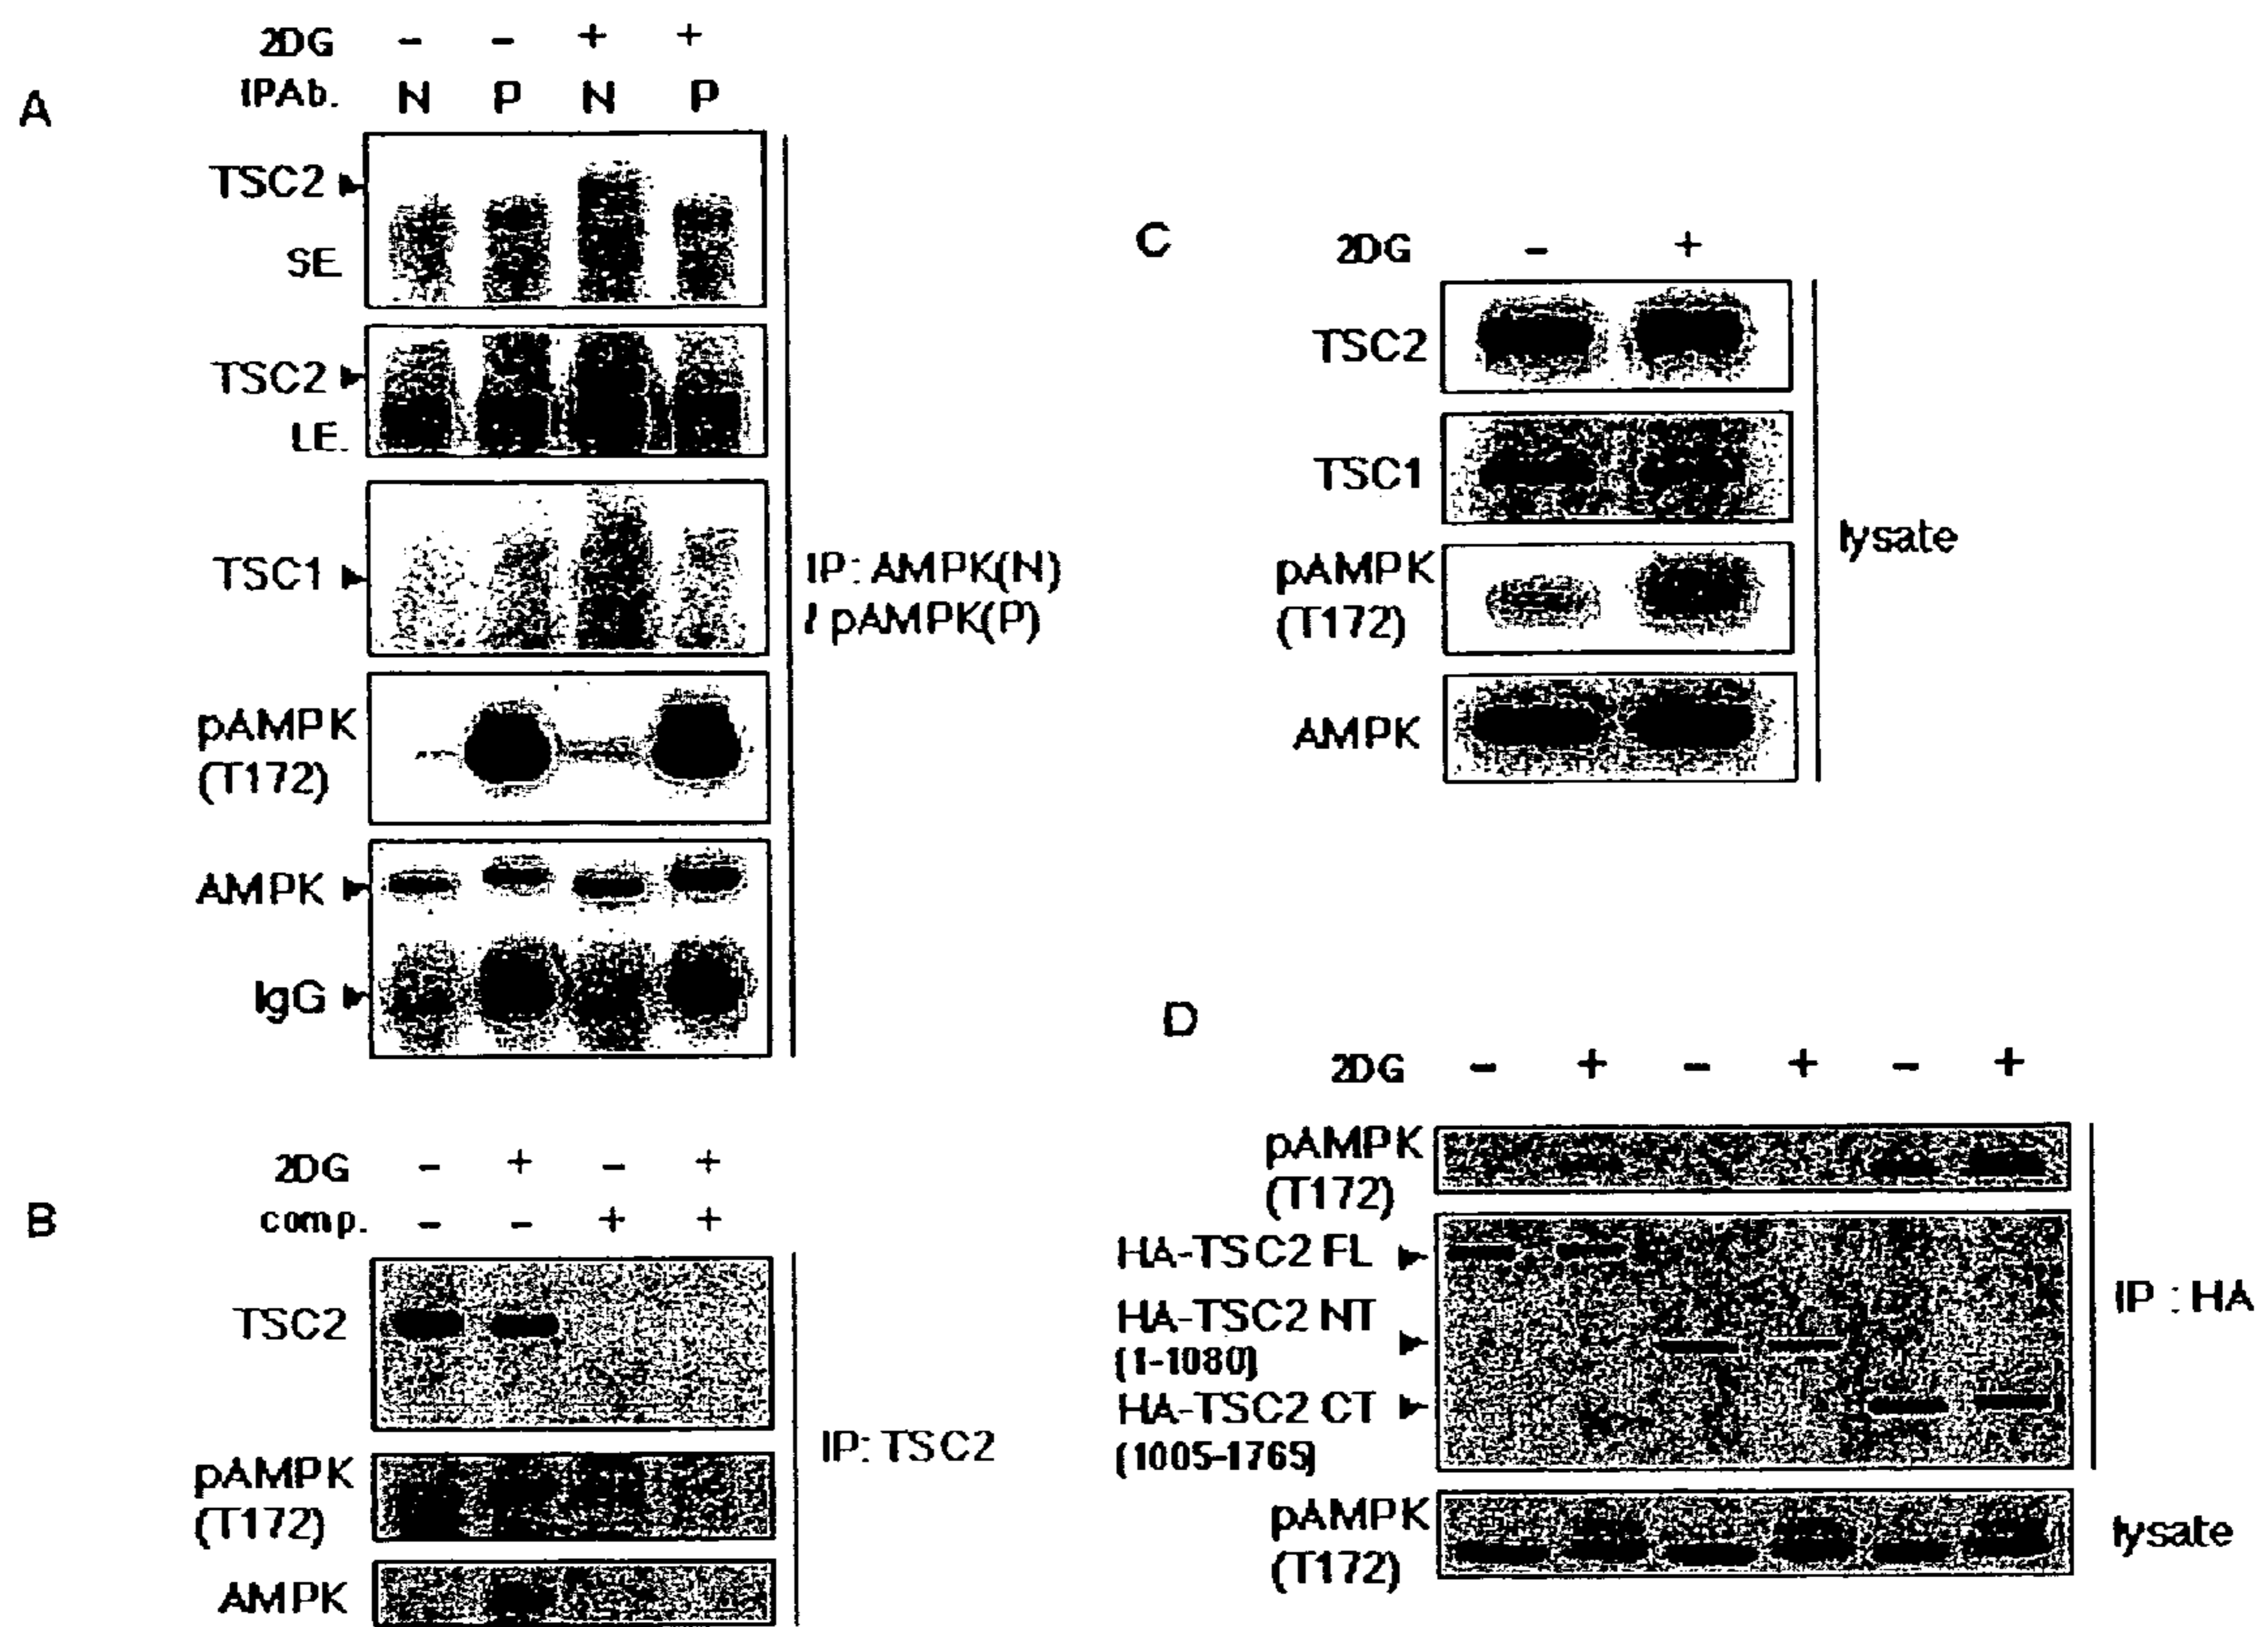 A
2DG - - + +
IPAb. N P N P
TSC2
SE.
TSC2
LE.
TSC1
pAMPK
(T172)
AMPK
IgG
IP: AMPK(N)
/ pAMPK(P)
B
2DG - + - +
comp. - - + +
TSC2
pAMPK
(T172)
AMPK
IP: TSC2
C
2DG - +
TSC2
TSC1
pAMPK
(T172)
AMPK
lysate
D
2DG - + - + - +
pAMPK
(T172)
HA-TSC2 FL
HA-TSC2 NT
(1-1080)
HA-TSC2 CT
(1005-1765)
IP : HA
pAMPK
(T172)
lysate